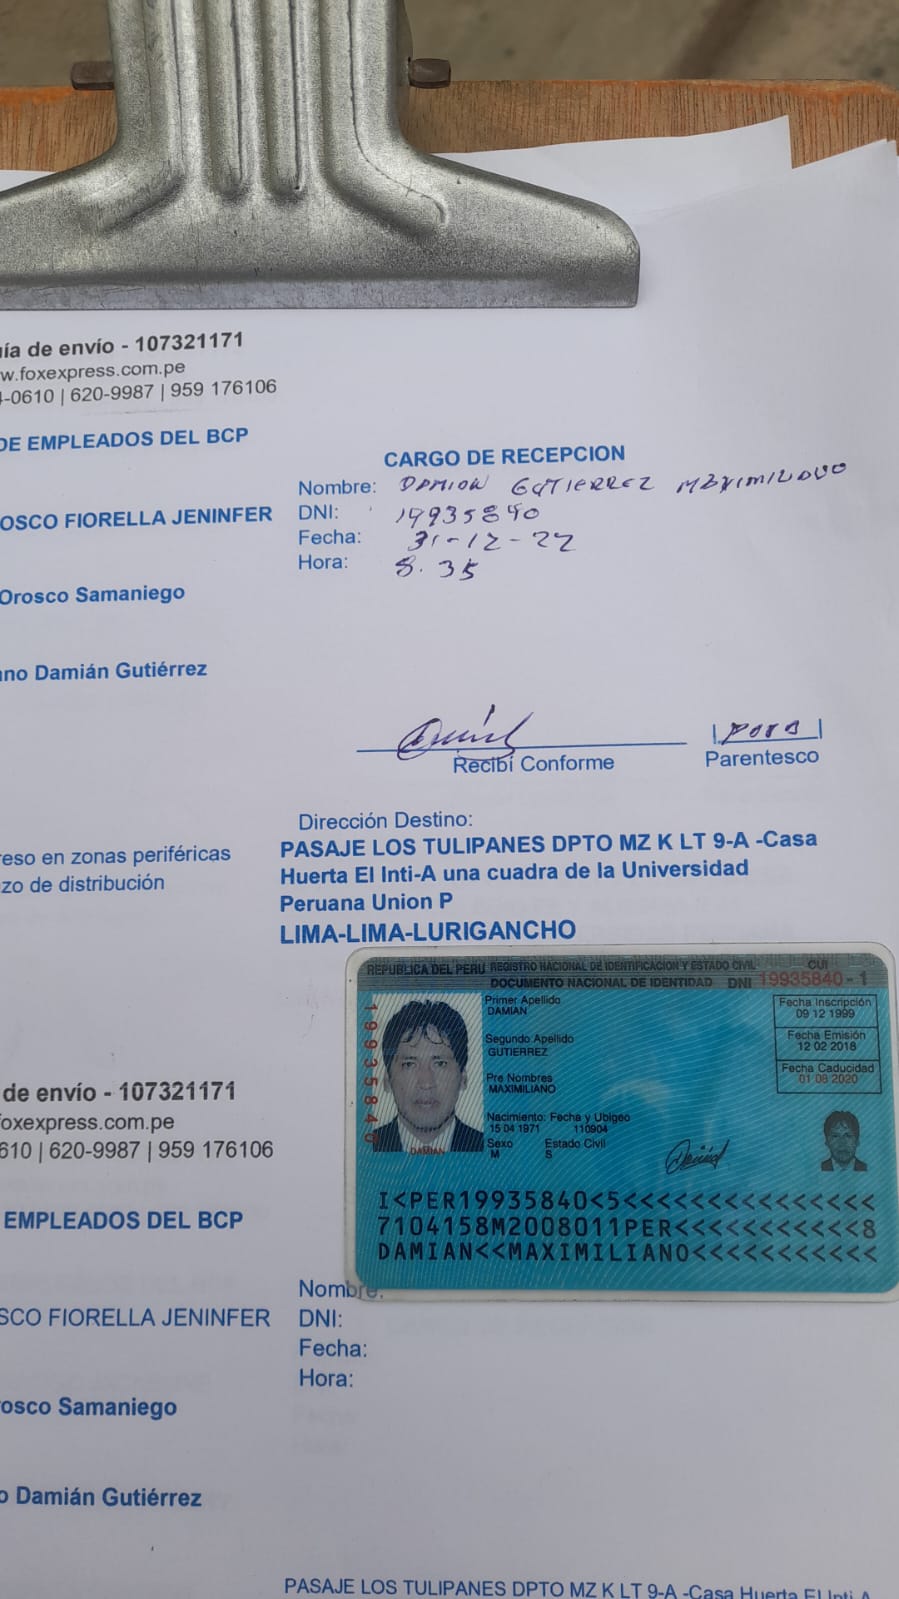 ía de envío - 107321171
w.foxexpress.com.pe
-0610 | 620-9987 | 959 176106
DE EMPLEADOS DEL BCP
CARGO DE RECEPCION
Nombre: DAMIAN GUTIERREZ MAXIMILIANO
OSCO FIORELLA JENINFER
DNI: 19935840
Fecha: 31-12-22
Hora: 8.35
Orosco Samaniego
ano Damián Gutiérrez
Recibí Conforme
Parentesco
Dirección Destino:
reso en zonas periféricas
zo de distribución
PASAJE LOS TULIPANES DPTO MZ K LT 9-A -Casa
Huerta El Inti-A una cuadra de la Universidad
Peruana Union P
LIMA-LIMA-LURIGANCHO
REPUBLICA DEL PERU REGISTRO NACIONAL DE IDENTIFICACION Y ESTADO CIVIL
CUI
DOCUMENTO NACIONAL DE IDENTIDAD DNI 19935840 - 1
19935840
Primer Apellido
DAMIAN
Segundo Apellido
GUTIERREZ
Pre Nombres
MAXIMILIANO
Nacimiento: Fecha y Ubigeo
15 04 1971 110904
Sexo Estado Civil
M S
Fecha Inscripción
09 12 1999
Fecha Emisión
12 02 2018
Fecha Caducidad
01 08 2020
DAMIAN
I<PER19935840<5<<<<<<<<<<<<<<<
7104158M2008011PER<<<<<<<<<<<8
DAMIAN<<MAXIMILIANO<<<<<<<<<<<
de envío - 107321171
foxexpress.com.pe
610 | 620-9987 | 959 176106
EMPLEADOS DEL BCP
SCO FIORELLA JENINFER
Nombre:
DNI:
Fecha:
Hora:
osco Samaniego
o Damián Gutiérrez
PASAJE LOS TULIPANES DPTO MZ K LT 9-A -Casa Huerta El Inti-A